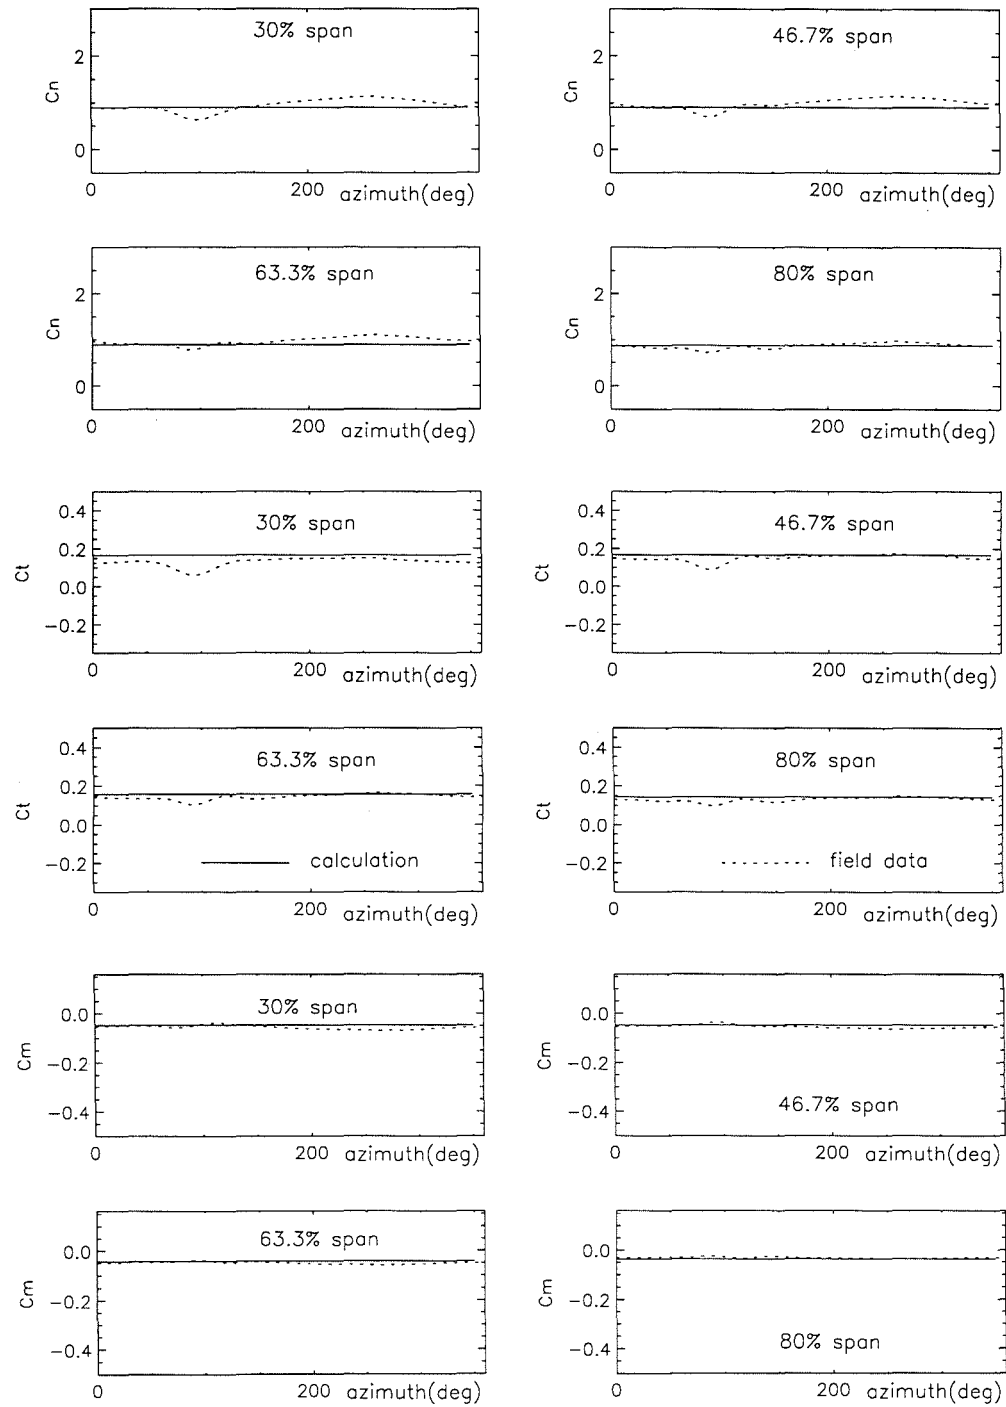 30% span
2
Cn
0
0
200
azimuth(deg)
46.7% span
2
Cn
0
0
200
azimuth(deg)
63.3% span
2
Cn
0
0
200
azimuth(deg)
80% span
2
Cn
0
0
200
azimuth(deg)
30% span
0.4
0.2
Ct
0.0
−0.2
0
200
azimuth(deg)
46.7% span
0.4
0.2
Ct
0.0
−0.2
0
200
azimuth(deg)
63.3% span
0.4
0.2
Ct
0.0
−0.2
calculation
0
200
azimuth(deg)
80% span
0.4
0.2
Ct
0.0
−0.2
field data
0
200
azimuth(deg)
30% span
0.0
Cm
−0.2
−0.4
0
200
azimuth(deg)
0.0
Cm
−0.2
−0.4
46.7% span
0
200
azimuth(deg)
63.3% span
0.0
Cm
−0.2
−0.4
0
200
azimuth(deg)
0.0
Cm
−0.2
−0.4
80% span
0
200
azimuth(deg)